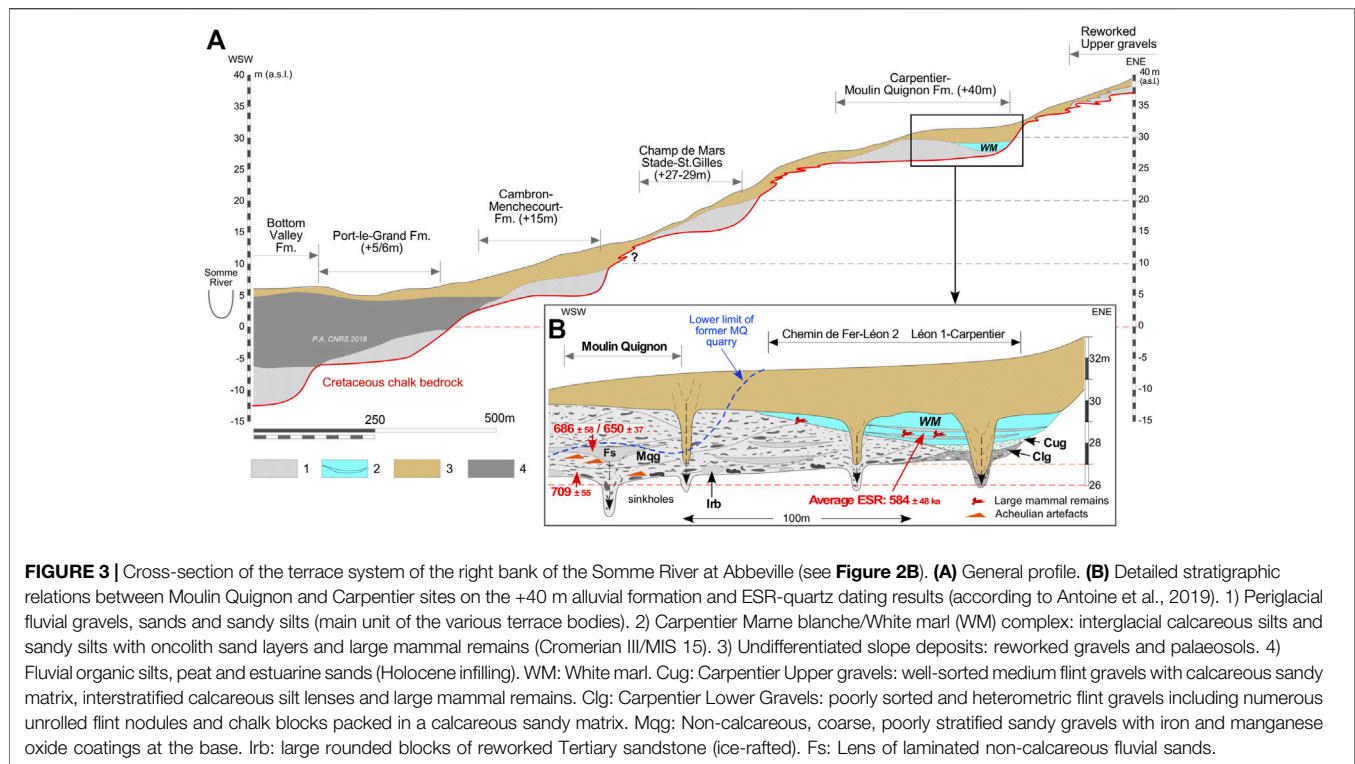 A
WSW
40 m (a.s.l.)
35
30
25
20
15
10
5
0
-5
-10
-15
Reworked
Upper gravels
ENE
40 m
(a.s.l.)
35
30
25
20
15
10
5
0
-5
-10
-15
Carpentier-
Moulin Quignon Fm. (+40m)
WM
Champ de Mars
Stade-St.Gilles
(+27-29m)
Cambron-
Menchecourt-
Fm. (+15m)
?
Bottom
Valley
Fm.
Port-le-Grand Fm.
(+5/6m)
Somme
River
P.A. CNRS 2018
Cretaceous chalk bedrock
250
500m
1
2
3
4
B
WSW
ENE
Moulin Quignon
Lower limit of
former MQ
quarry
Chemin de Fer-Léon 2
Léon 1-Carpentier
32m
30
28
26
WM
686 ± 58 / 650 ± 37
Fs
Mqg
709 ± 55
sinkholes
Irb
Cug
Clg
Average ESR: 584 ± 48 ka
Large mammal remains
Acheulian artefacts
100m
FIGURE 3 | Cross-section of the terrace system of the right bank of the Somme River at Abbeville (see Figure 2B). (A) General profile. (B) Detailed stratigraphic
relations between Moulin Quignon and Carpentier sites on the +40 m alluvial formation and ESR-quartz dating results (according to Antoine et al., 2019). 1) Periglacial
fluvial gravels, sands and sandy silts (main unit of the various terrace bodies). 2) Carpentier Marne blanche/White marl (WM) complex: interglacial calcareous silts and
sandy silts with oncolith sand layers and large mammal remains (Cromerian III/MIS 15). 3) Undifferentiated slope deposits: reworked gravels and palaeosols. 4)
Fluvial organic silts, peat and estuarine sands (Holocene infilling). WM: White marl. Cug: Carpentier Upper gravels: well-sorted medium flint gravels with calcareous sandy
matrix, interstratified calcareous silt lenses and large mammal remains. Clg: Carpentier Lower Gravels: poorly sorted and heterometric flint gravels including numerous
unrolled flint nodules and chalk blocks packed in a calcareous sandy matrix. Mqg: Non-calcareous, coarse, poorly stratified sandy gravels with iron and manganese
oxide coatings at the base. Irb: large rounded blocks of reworked Tertiary sandstone (ice-rafted). Fs: Lens of laminated non-calcareous fluvial sands.